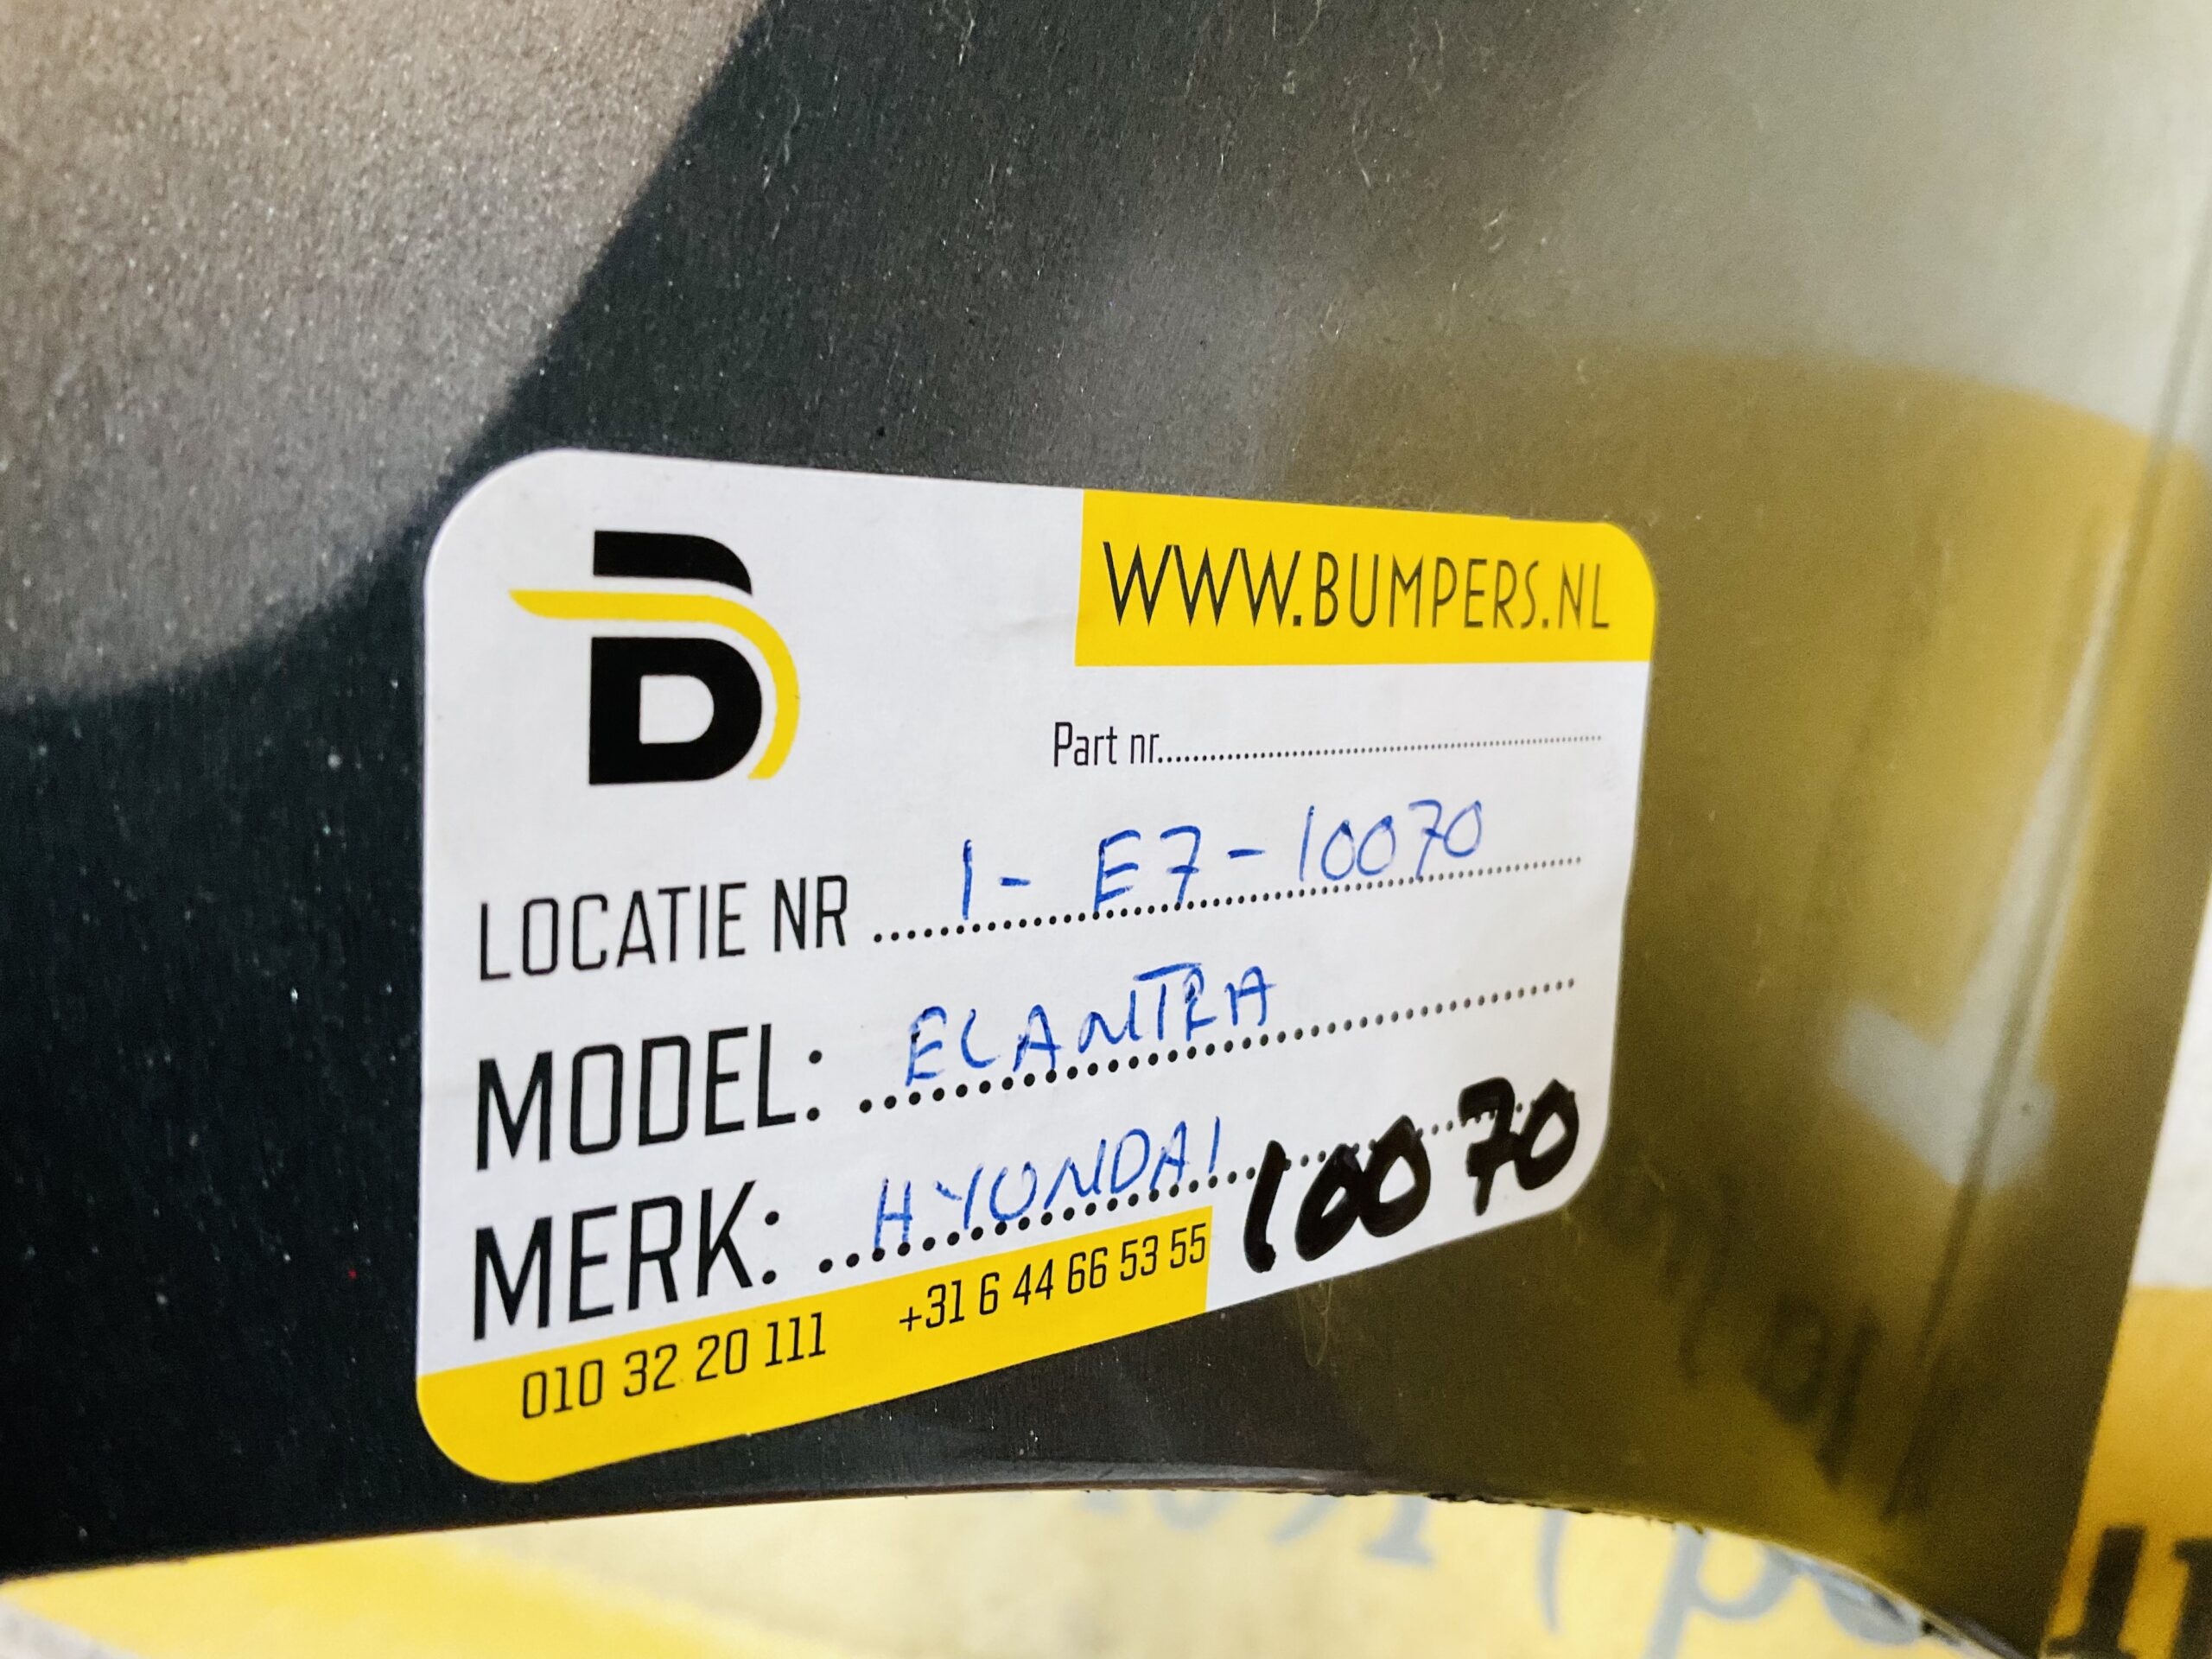 WWW.BUMPERS.NL
Part nr....................
LOCATIE NR 1-E7-10070
MODEL: ELANTRA
MERK: HYUNDAI 10070
010 32 20 111 +31 6 44 66 53 55